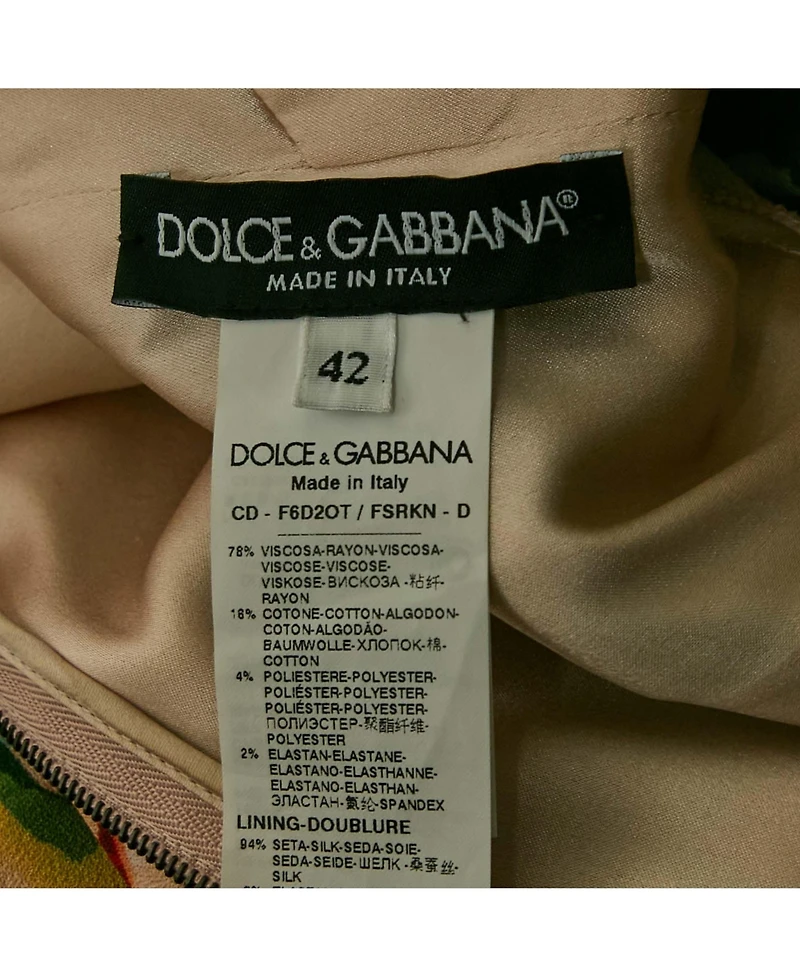 DOLCE & GABBANA®
MADE IN ITALY
42
DOLCE & GABBANA
Made in Italy
CD - F6D2OT / FSRKN - D
78% VISCOSA-RAYON-VISCOSA-
VISCOSE-VISCOSE-
VISKOSE-ВИСКОЗА-粘纤-
RAYON
18% COTONE-COTTON-ALGODON-
COTON-ALGODÃO-
BAUMWOLLE-ХЛОПОК-棉-
COTTON
4% POLIESTERE-POLYESTER-
POLIÉSTER-POLYESTER-
POLIÉSTER-POLYESTER-
ПОЛИЭСТЕР-聚酯纤维-
POLYESTER
2% ELASTAN-ELASTANE-
ELASTANO-ELASTHANNE-
ELASTANO-ELASTHAN-
ЭЛАСТАН-氨纶-SPANDEX
LINING-DOUBLURE
94% SETA-SILK-SEDA-SOIE-
SEDA-SEIDE-ШЕЛК-桑蚕丝-
SILK